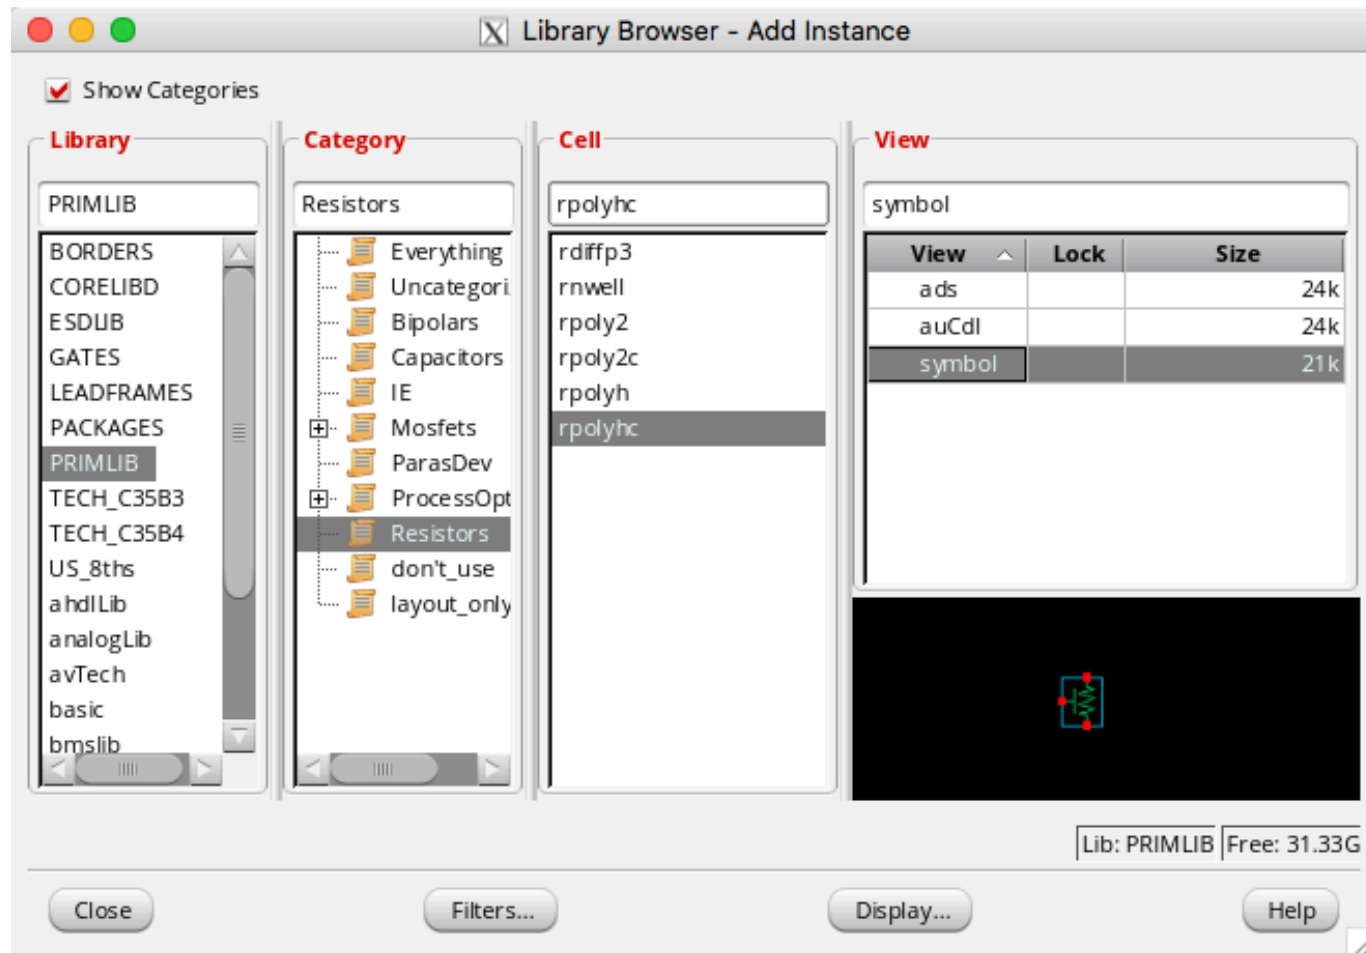 Library Browser - Add Instance
Show Categories
Library
PRIMLIB
BORDERS
CORELIBD
ESDLIB
GATES
LEADFRAMES
PACKAGES
PRIMLIB
TECH_C35B3
TECH_C35B4
US_8ths
ahdlLib
analogLib
avTech
basic
bmslib
Category
Resistors
Everything
Uncategori
Bipolars
Capacitors
IE
Mosfets
ParasDev
ProcessOpt
Resistors
don't_use
layout_only
Cell
rpolyhc
rdiffp3
rnwell
rpoly2
rpoly2c
rpolyh
rpolyhc
View
symbol
View Lock Size
ads 24k
auCdl 24k
symbol 21k
Lib: PRIMLIB Free: 31.33G
Close Filters... Display... Help